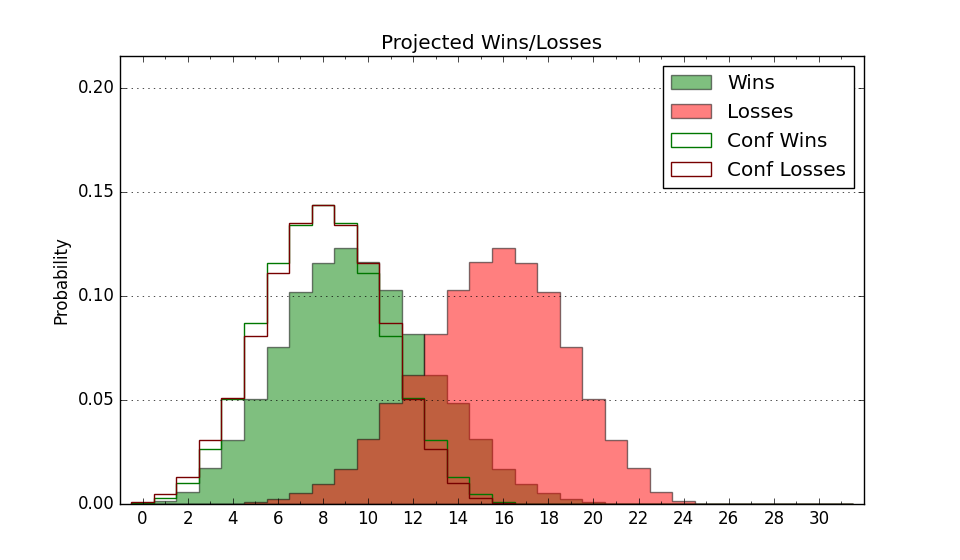 Projected Wins/Losses
Wins
Losses
Conf Wins
Conf Losses
0.20
0.15
0.10
0.05
0.00
Probability
0 2 4 6 8 10 12 14 16 18 20 22 24 26 28 30